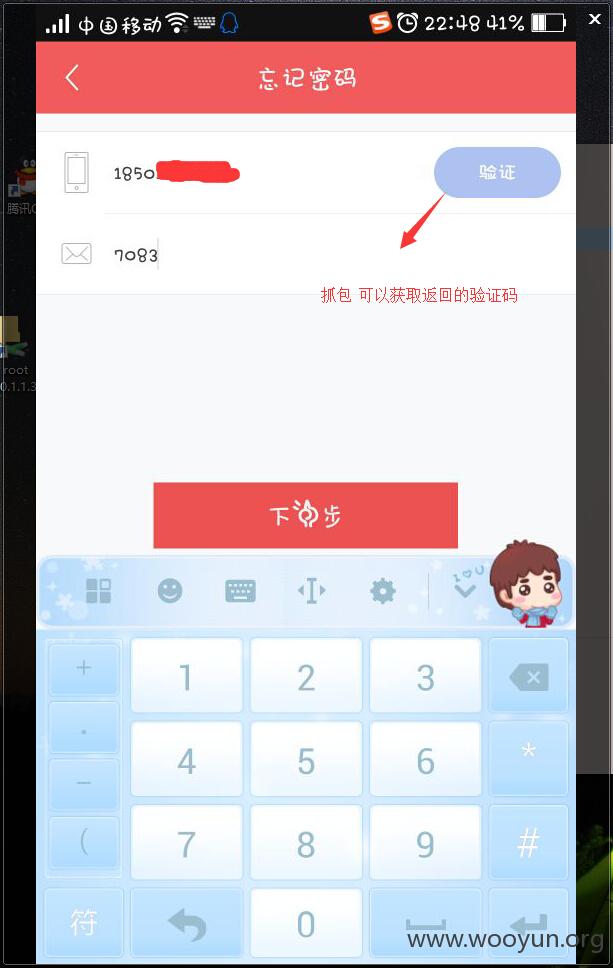 中国移动 22:48 41%
忘记密码
1850 验证
7083
抓包 可以获取返回的验证码
腾讯Q
root
0.1.1.3
下一步
I ♥ U
+ 1 2 3
. 4 5 6 *
−
( 7 8 9 #
符 0
www.wooyun.org